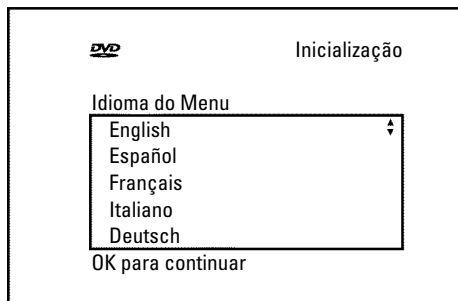 DVD Inicialização
Idioma do Menu
English
Español
Français
Italiano
Deutsch
OK para continuar